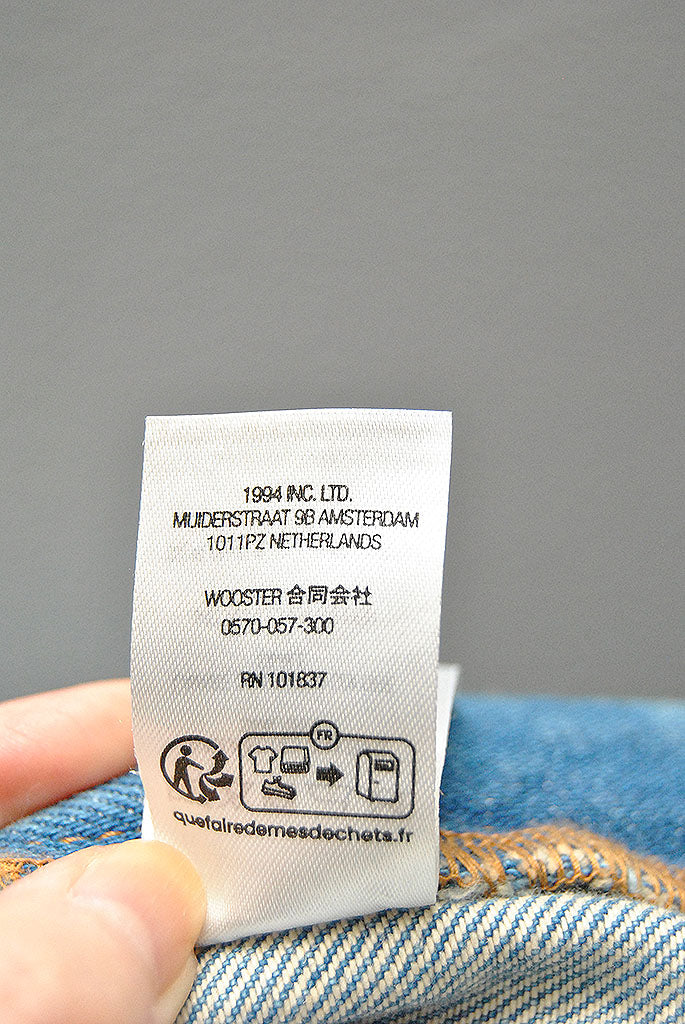 1994 INC. LTD.
MUIDERSTRAAT 9B AMSTERDAM
1011PZ NETHERLANDS
WOOSTER 合同会社
0570-057-300
RN 101837
FR
quefairedemesdechets.fr